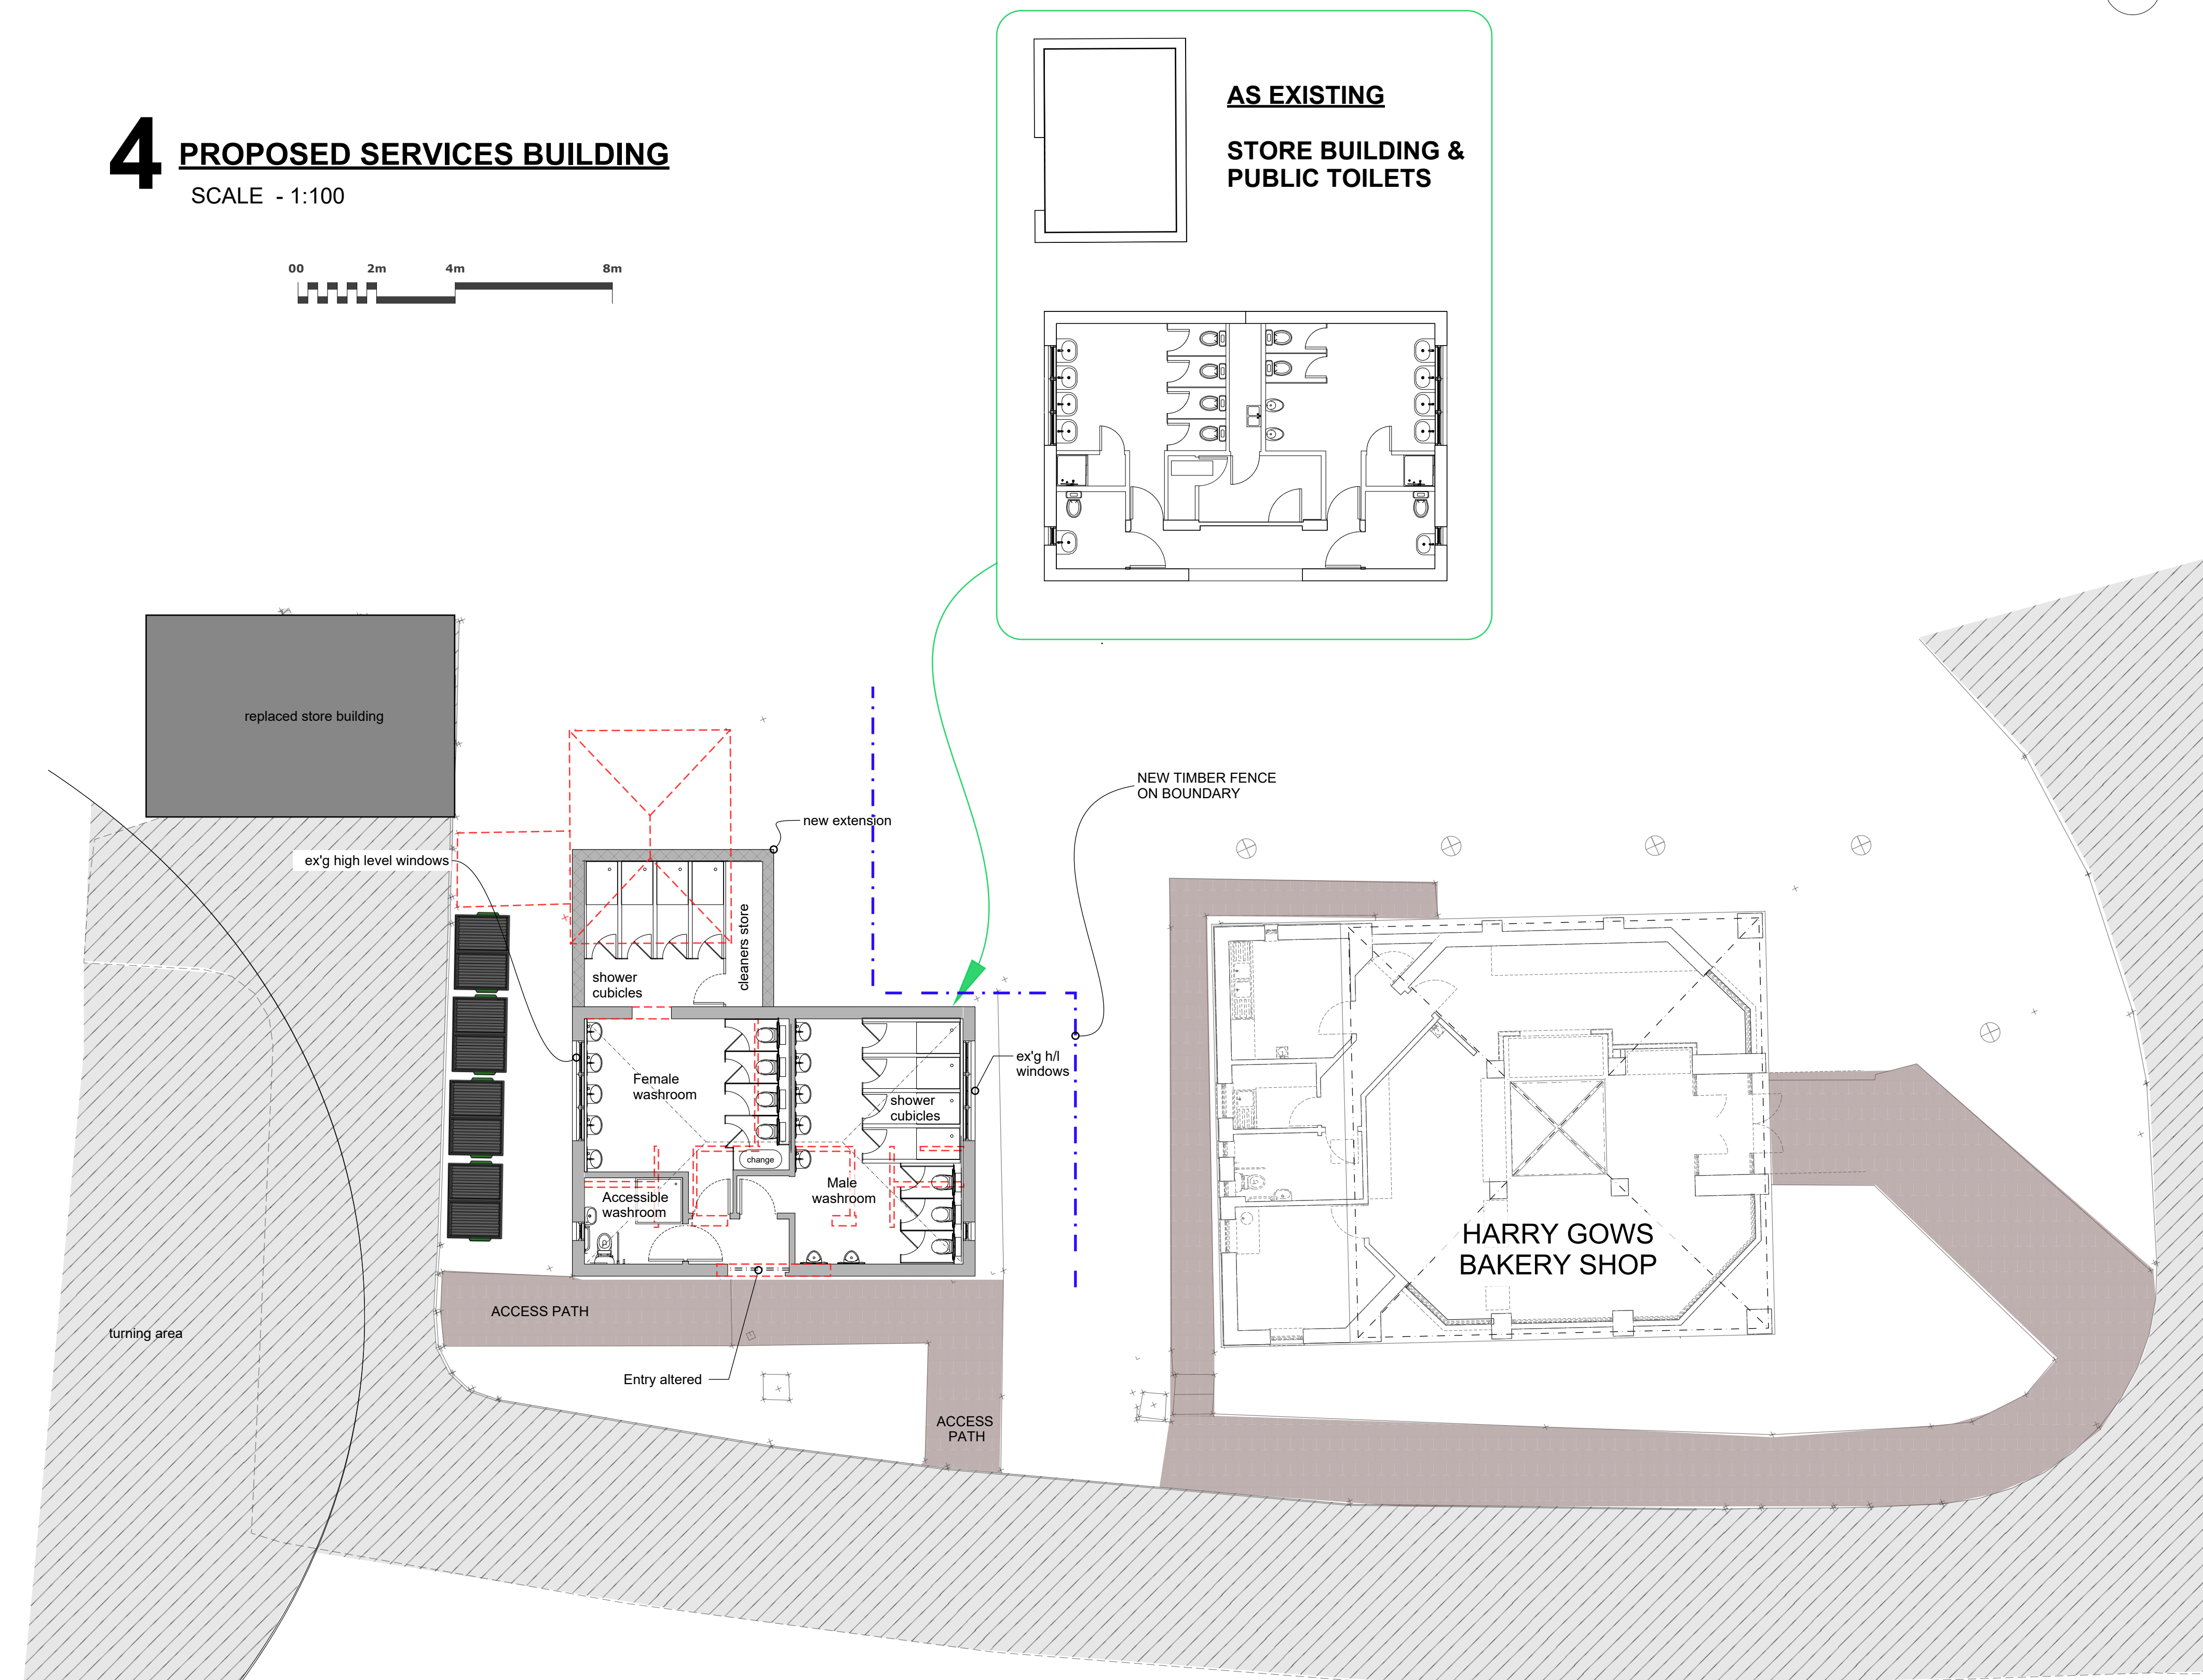 AS EXISTING
STORE BUILDING &
PUBLIC TOILETS
4 PROPOSED SERVICES BUILDING
SCALE - 1:100
00 2m 4m 8m
replaced store building
NEW TIMBER FENCE
ON BOUNDARY
new extension
ex'g high level windows
cleaners store
shower
cubicles
ex'g h/l
windows
Female
washroom
shower
cubicles
change
Male
washroom
Accessible
washroom
HARRY GOWS
BAKERY SHOP
ACCESS PATH
turning area
Entry altered
ACCESS
PATH